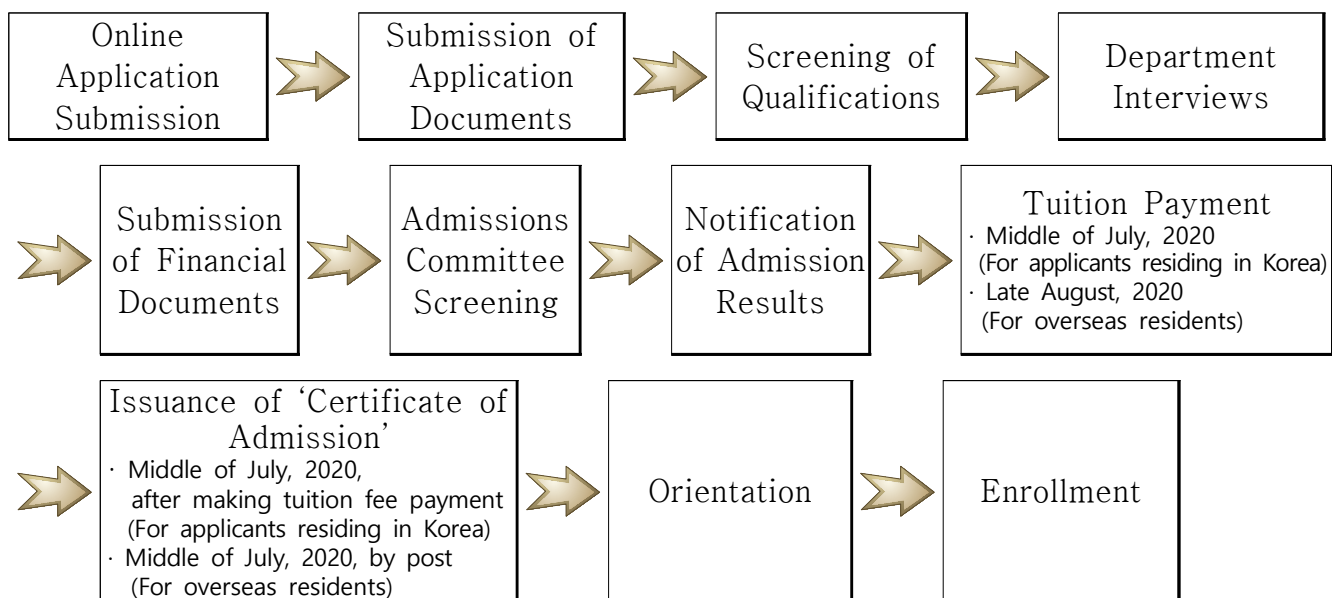 Online
Application
Submission
Submission of
Application
Documents
Screening of
Qualifications
Department
Interviews
Submission
of Financial
Documents
Admissions
Committee
Screening
Notification
of Admission
Results
Tuition Payment
· Middle of July, 2020
(For applicants residing in Korea)
· Late August, 2020
(For overseas residents)
Issuance of ‘Certificate of
Admission’
· Middle of July, 2020,
after making tuition fee payment
(For applicants residing in Korea)
· Middle of July, 2020, by post
(For overseas residents)
Orientation
Enrollment